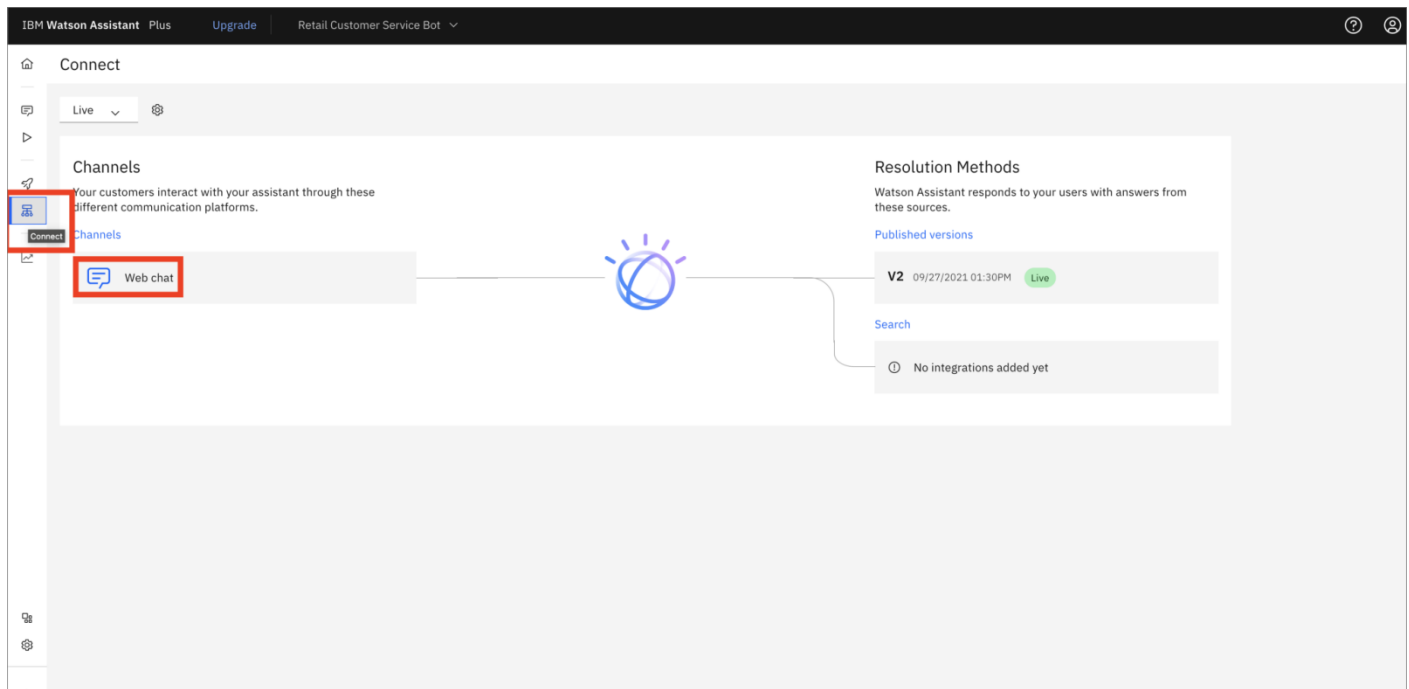 IBM Watson Assistant Plus Upgrade Retail Customer Service Bot
Connect
Live
Channels
Your customers interact with your assistant through these
different communication platforms.
Channels
Connect
Web chat
Resolution Methods
Watson Assistant responds to your users with answers from
these sources.
Published versions
V2 09/27/2021 01:30PM Live
Search
No integrations added yet